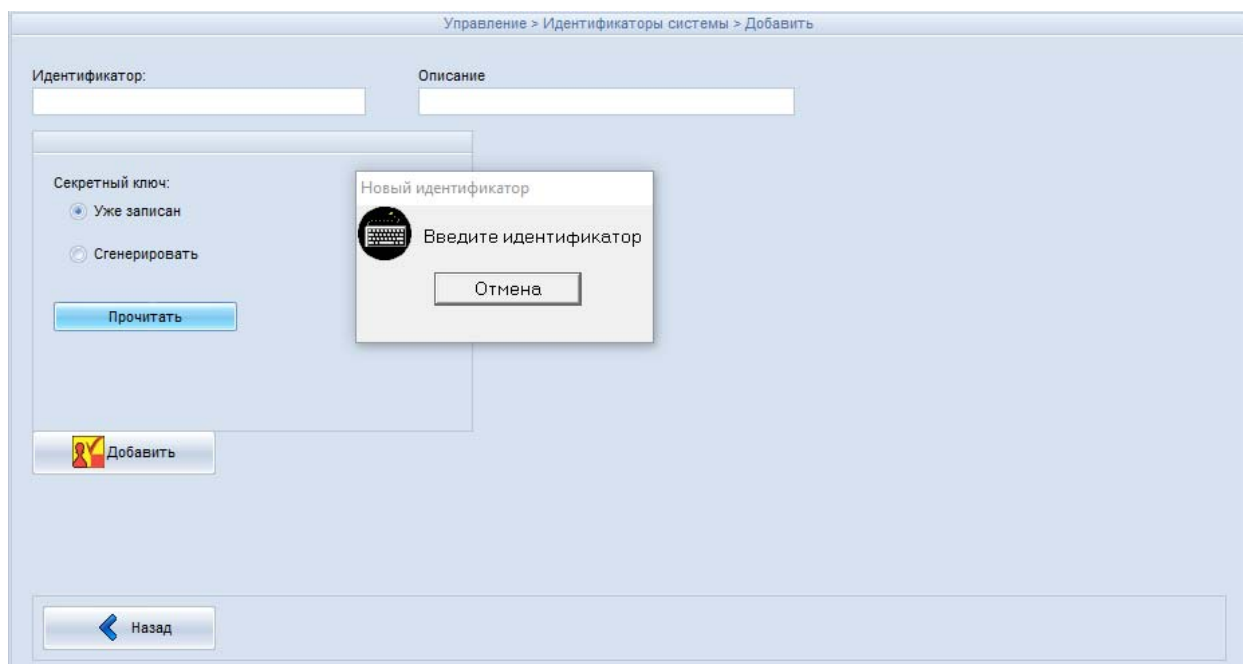 Управление > Идентификаторы системы > Добавить
Идентификатор:
Описание
Секретный ключ:
Уже записан
Сгенерировать
Прочитать
Новый идентификатор
Введите идентификатор
Отмена
Добавить
Назад